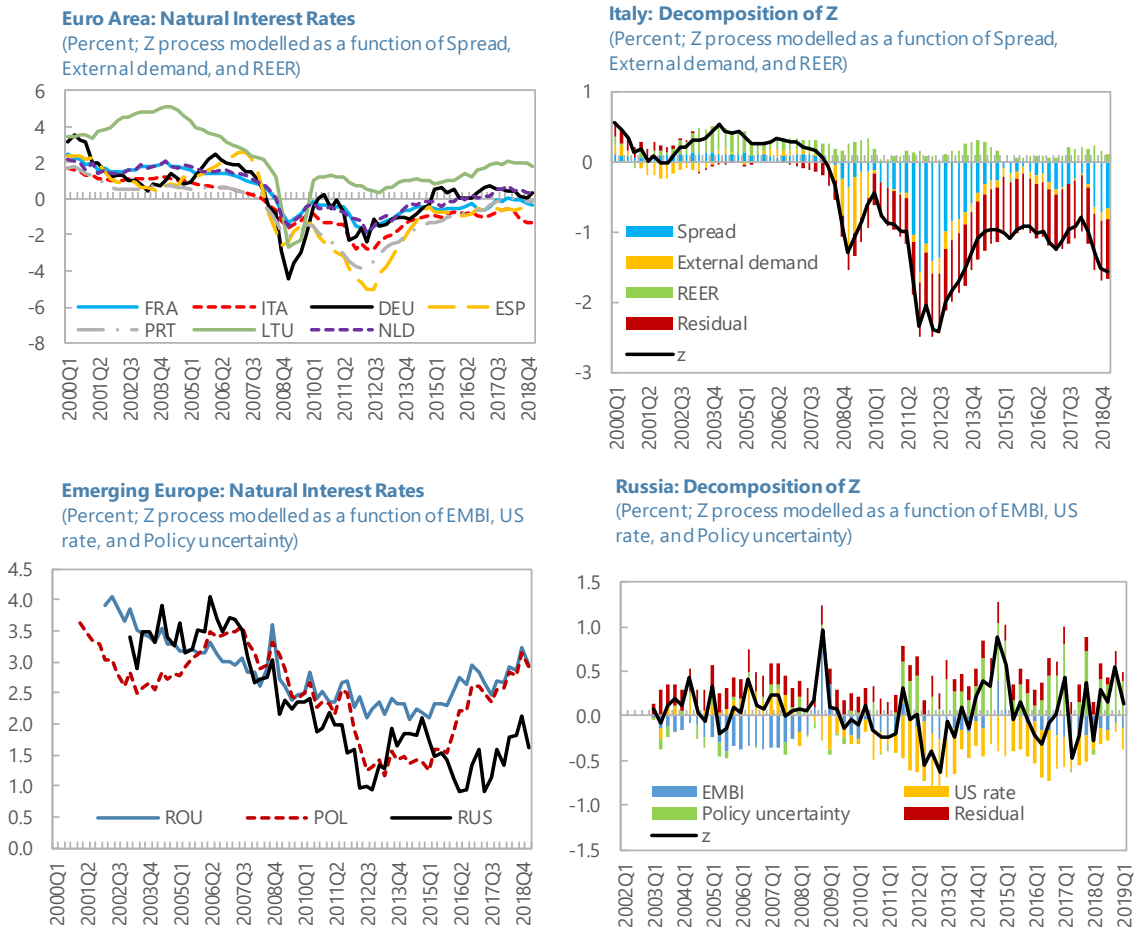 Euro Area: Natural Interest Rates
(Percent; Z process modelled as a function of Spread,
External demand, and REER)
6
4
2
0
-2
-4
-6
-8
FRA
ITA
DEU
ESP
PRT
LTU
NLD
2000Q1
2001Q2
2002Q3
2003Q4
2005Q1
2006Q2
2007Q3
2008Q4
2010Q1
2011Q2
2012Q3
2013Q4
2015Q1
2016Q2
2017Q3
2018Q4
Italy: Decomposition of Z
(Percent; Z process modelled as a function of Spread,
External demand, and REER)
1
0
-1
-2
-3
Spread
External demand
REER
Residual
z
2000Q1
2001Q2
2002Q3
2003Q4
2005Q1
2006Q2
2007Q3
2008Q4
2010Q1
2011Q2
2012Q3
2013Q4
2015Q1
2016Q2
2017Q3
2018Q4
Emerging Europe: Natural Interest Rates
(Percent; Z process modelled as a function of EMBI, US
rate, and Policy uncertainty)
4.5
4.0
3.5
3.0
2.5
2.0
1.5
1.0
0.5
0.0
ROU
POL
RUS
2000Q1
2001Q2
2002Q3
2003Q4
2005Q1
2006Q2
2007Q3
2008Q4
2010Q1
2011Q2
2012Q3
2013Q4
2015Q1
2016Q2
2017Q3
2018Q4
Russia: Decomposition of Z
(Percent; Z process modelled as a function of EMBI, US
rate, and Policy uncertainty)
1.5
1.0
0.5
0.0
-0.5
-1.0
-1.5
EMBI
US rate
Policy uncertainty
Residual
z
2002Q1
2003Q1
2004Q1
2005Q1
2006Q1
2007Q1
2008Q1
2009Q1
2010Q1
2011Q1
2012Q1
2013Q1
2014Q1
2015Q1
2016Q1
2017Q1
2018Q1
2019Q1